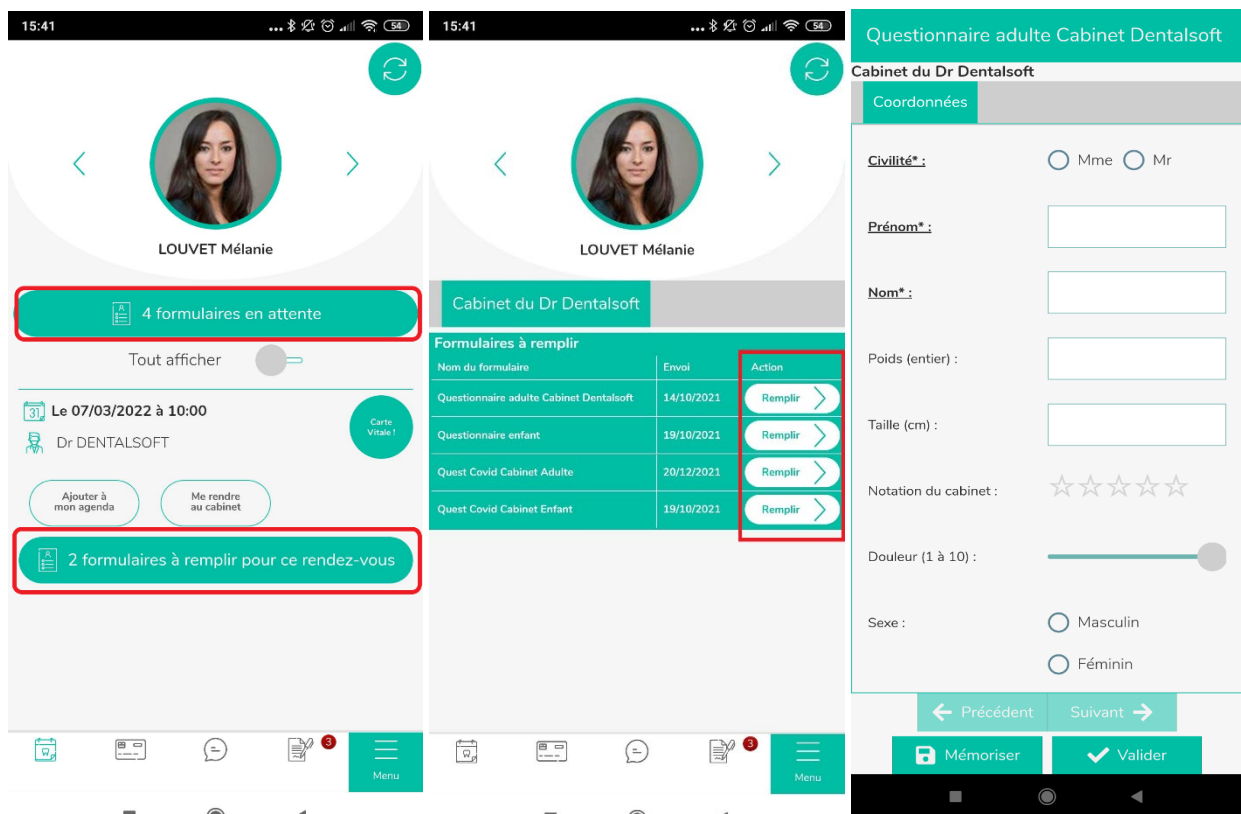 15:41
54
LOUVET Mélanie
4 formulaires en attente
Tout afficher
31 Le 07/03/2022 à 10:00
Carte
Vitale !
Dr DENTALSOFT
Ajouter à
mon agenda
Me rendre
au cabinet
2 formulaires à remplir pour ce rendez-vous
3
Menu
15:41
54
LOUVET Mélanie
Cabinet du Dr Dentalsoft
Formulaires à remplir
Nom du formulaire Envoi Action
Questionnaire adulte Cabinet Dentalsoft 14/10/2021 Remplir
Questionnaire enfant 19/10/2021 Remplir
Quest Covid Cabinet Adulte 20/12/2021 Remplir
Quest Covid Cabinet Enfant 19/10/2021 Remplir
3
Menu
Questionnaire adulte Cabinet Dentalsoft
Cabinet du Dr Dentalsoft
Coordonnées
Civilité* : Mme Mr
Prénom* :
Nom* :
Poids (entier) :
Taille (cm) :
Notation du cabinet :
Douleur (1 à 10) :
Sexe : Masculin
Féminin
Précédent Suivant
Mémoriser Valider